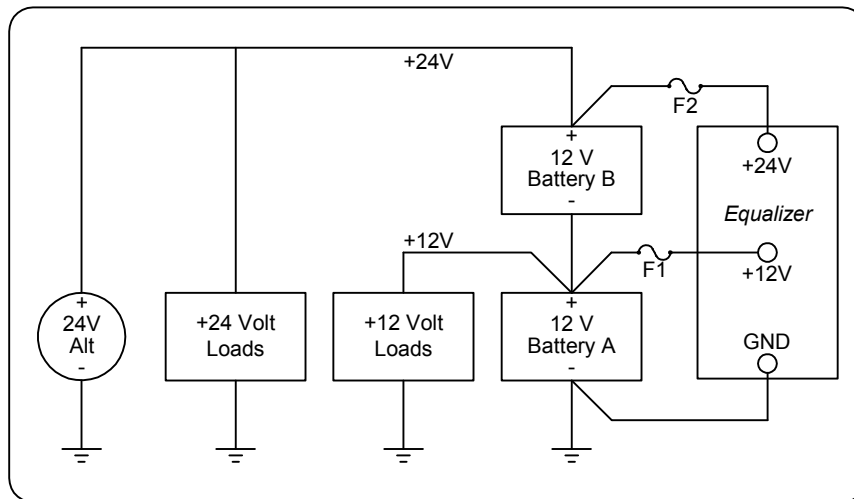 +24V
F2
+
12 V
Battery B
-
+24V
Equalizer
+12V
F1
+12V
+
24V
Alt
-
+24 Volt
Loads
+12 Volt
Loads
+
12 V
Battery A
-
GND